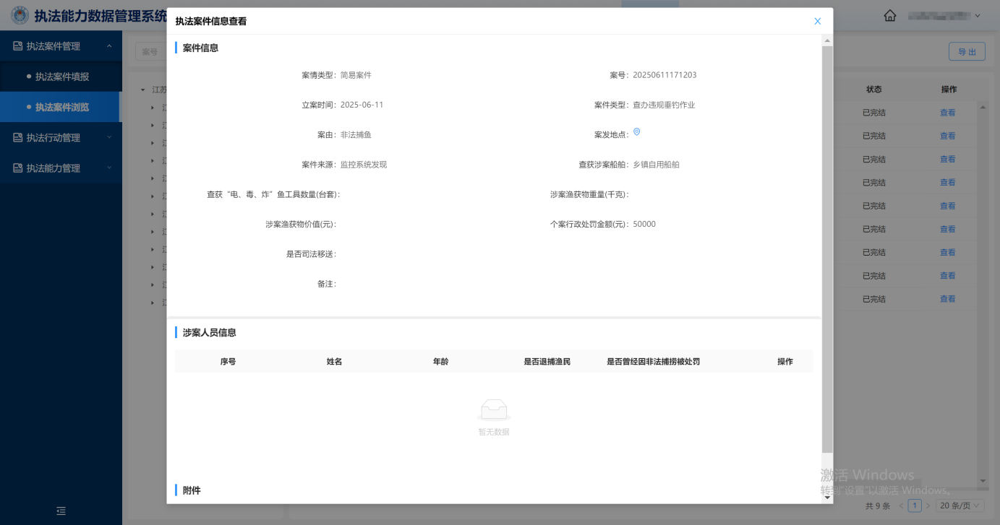 执法能力数据管理系统
执法案件管理
执法案件填报
执法案件浏览
执法行动管理
执法能力管理
案号
导 出
江苏
状态 操作
已完结 查看
已完结 查看
已完结 查看
已完结 查看
已完结 查看
已完结 查看
已完结 查看
已完结 查看
已完结 查看
共 9 条 1 20 条/页
执法案件信息查看
案件信息
案情类型：简易案件 案号：20250611171203
立案时间：2025-06-11 案件类型：查办违规垂钓作业
案由：非法捕鱼 案发地点：
案件来源：监控系统发现 查获涉案船舶：乡镇自用船舶
查获“电、毒、炸”鱼工具数量(台套)： 涉案渔获物重量(千克)：
涉案渔获物价值(元)： 个案行政处罚金额(元)：50000
是否司法移送：
备注：
涉案人员信息
序号 姓名 年龄 是否退捕渔民 是否曾经因非法捕捞被处罚 操作
暂无数据
附件
激活 Windows
转到“设置”以激活 Windows。